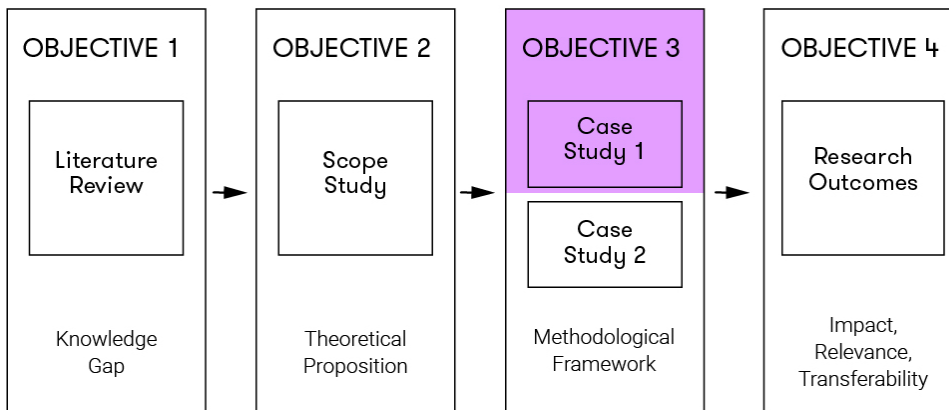 OBJECTIVE 1
Literature
Review
Knowledge
Gap
OBJECTIVE 2
Scope
Study
Theoretical
Proposition
OBJECTIVE 3
Case
Study 1
Case
Study 2
Methodological
Framework
OBJECTIVE 4
Research
Outcomes
Impact,
Relevance,
Transferability